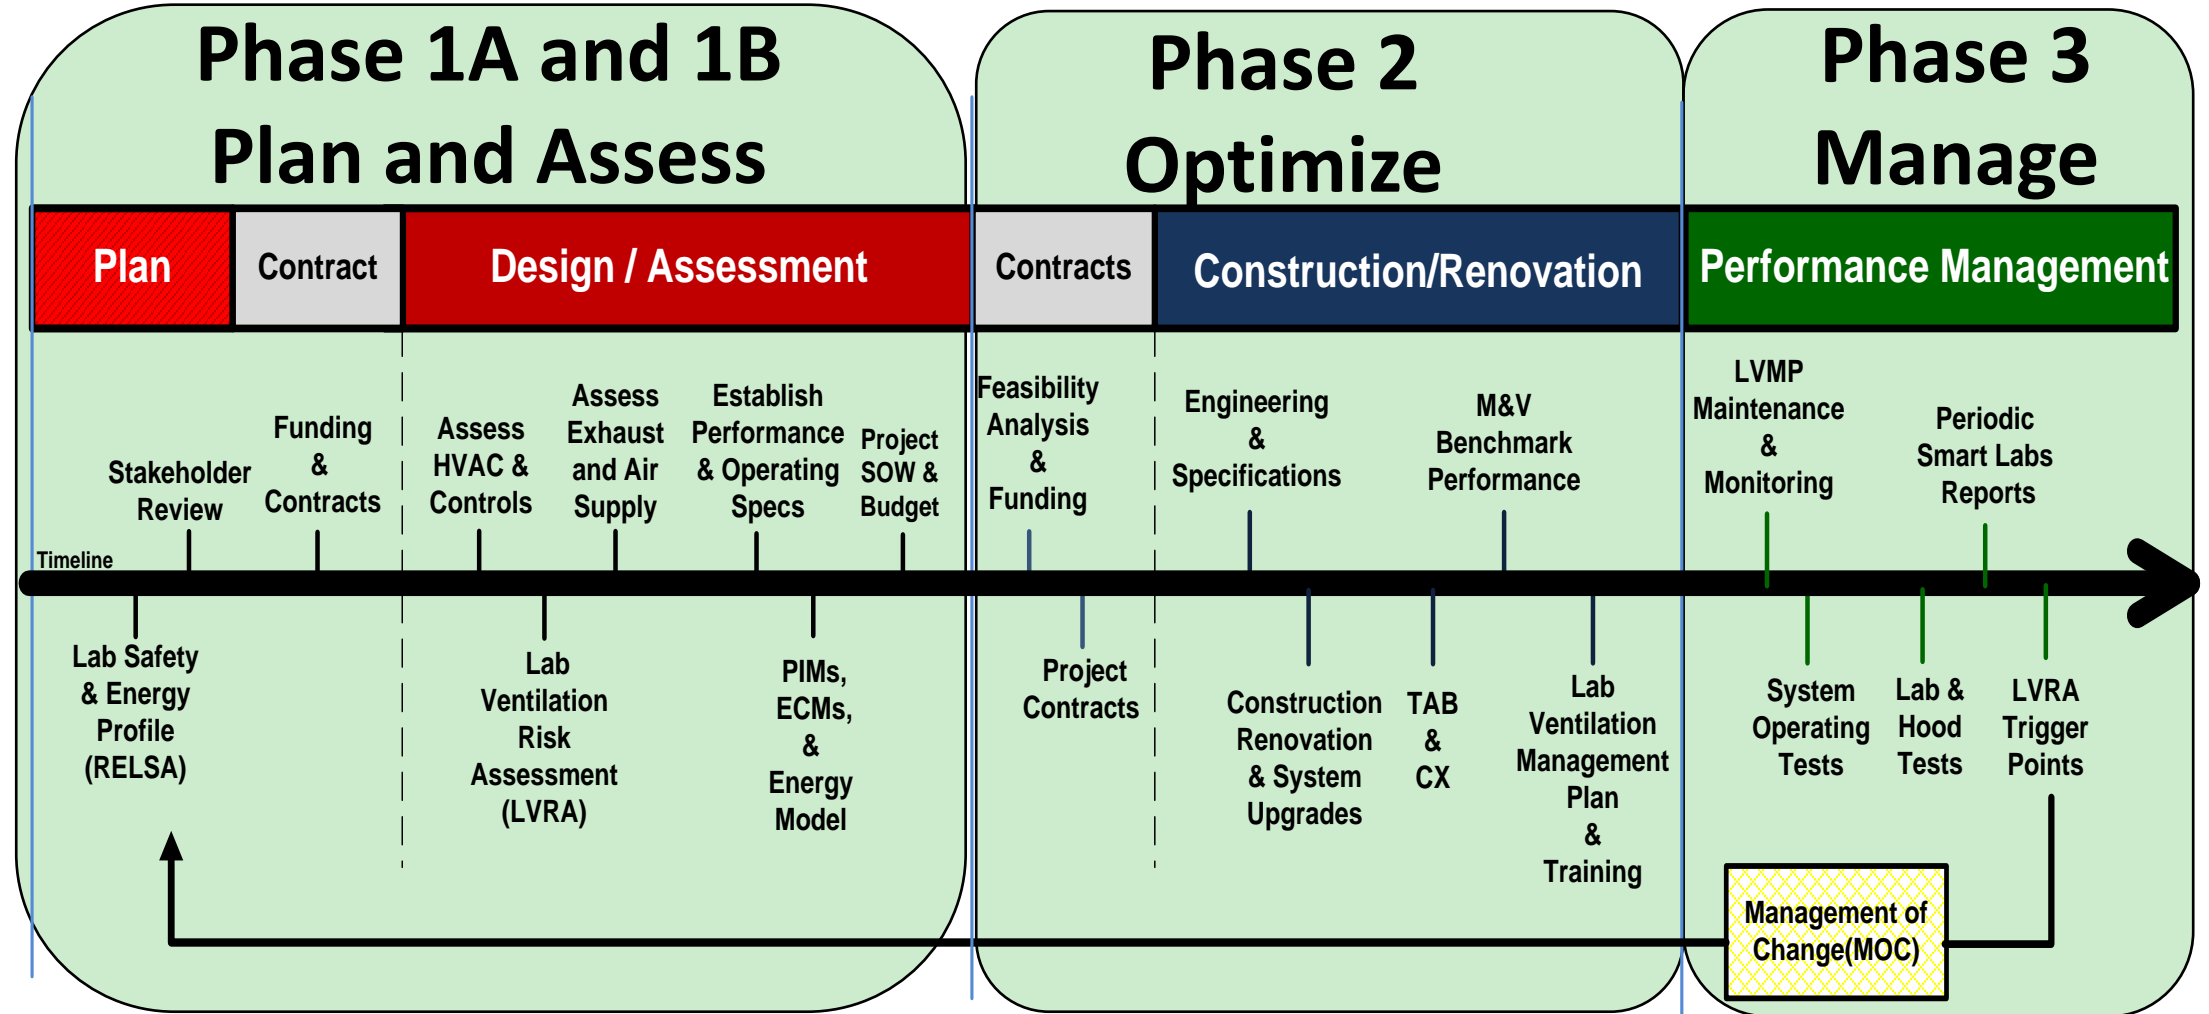 Phase 1A and 1B
Plan and Assess
Phase 2
Optimize
Phase 3
Manage
Plan
Contract
Design / Assessment
Contracts
Construction/Renovation
Performance Management
Stakeholder
Review
Funding
&
Contracts
Assess
HVAC &
Controls
Assess
Exhaust
and Air
Supply
Establish
Performance
& Operating
Specs
Project
SOW &
Budget
Feasibility
Analysis
&
Funding
Engineering
&
Specifications
M&V
Benchmark
Performance
LVMP
Maintenance
&
Monitoring
Periodic
Smart Labs
Reports
Timeline
Lab Safety
& Energy
Profile
(RELSA)
Lab
Ventilation
Risk
Assessment
(LVRA)
PIMs,
ECMs,
&
Energy
Model
Project
Contracts
Construction
Renovation
& System
Upgrades
TAB
&
CX
Lab
Ventilation
Management
Plan
&
Training
System
Operating
Tests
Lab &
Hood
Tests
LVRA
Trigger
Points
Management of
Change(MOC)